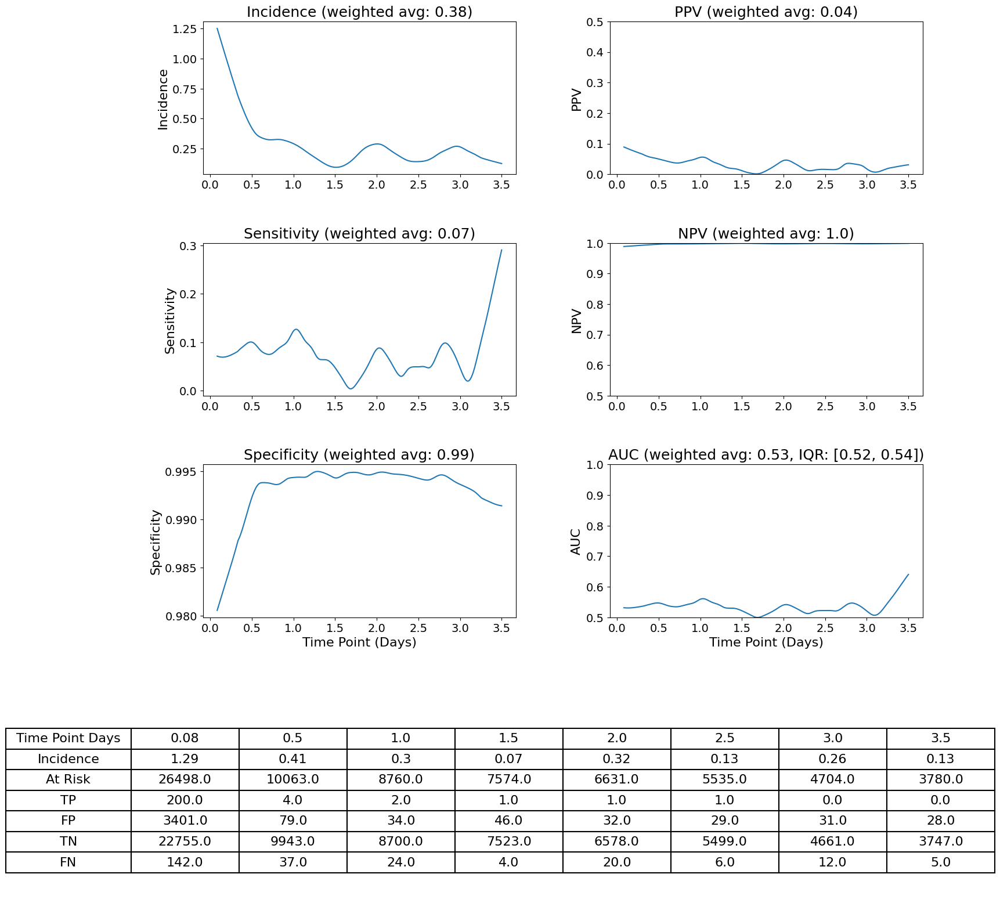 Incidence (weighted avg: 0.38)
Incidence
1.25
1.00
0.75
0.50
0.25
0.0 0.5 1.0 1.5 2.0 2.5 3.0 3.5
PPV (weighted avg: 0.04)
PPV
0.5
0.4
0.3
0.2
0.1
0.0
0.0 0.5 1.0 1.5 2.0 2.5 3.0 3.5
Sensitivity (weighted avg: 0.07)
Sensitivity
0.3
0.2
0.1
0.0
0.0 0.5 1.0 1.5 2.0 2.5 3.0 3.5
NPV (weighted avg: 1.0)
NPV
1.0
0.9
0.8
0.7
0.6
0.5
0.0 0.5 1.0 1.5 2.0 2.5 3.0 3.5
Specificity (weighted avg: 0.99)
Specificity
0.995
0.990
0.985
0.980
0.0 0.5 1.0 1.5 2.0 2.5 3.0 3.5
Time Point (Days)
AUC (weighted avg: 0.53, IQR: [0.52, 0.54])
AUC
1.0
0.9
0.8
0.7
0.6
0.5
0.0 0.5 1.0 1.5 2.0 2.5 3.0 3.5
Time Point (Days)
Time Point Days 0.08 0.5 1.0 1.5 2.0 2.5 3.0 3.5
Incidence 1.29 0.41 0.3 0.07 0.32 0.13 0.26 0.13
At Risk 26498.0 10063.0 8760.0 7574.0 6631.0 5535.0 4704.0 3780.0
TP 200.0 4.0 2.0 1.0 1.0 1.0 0.0 0.0
FP 3401.0 79.0 34.0 46.0 32.0 29.0 31.0 28.0
TN 22755.0 9943.0 8700.0 7523.0 6578.0 5499.0 4661.0 3747.0
FN 142.0 37.0 24.0 4.0 20.0 6.0 12.0 5.0